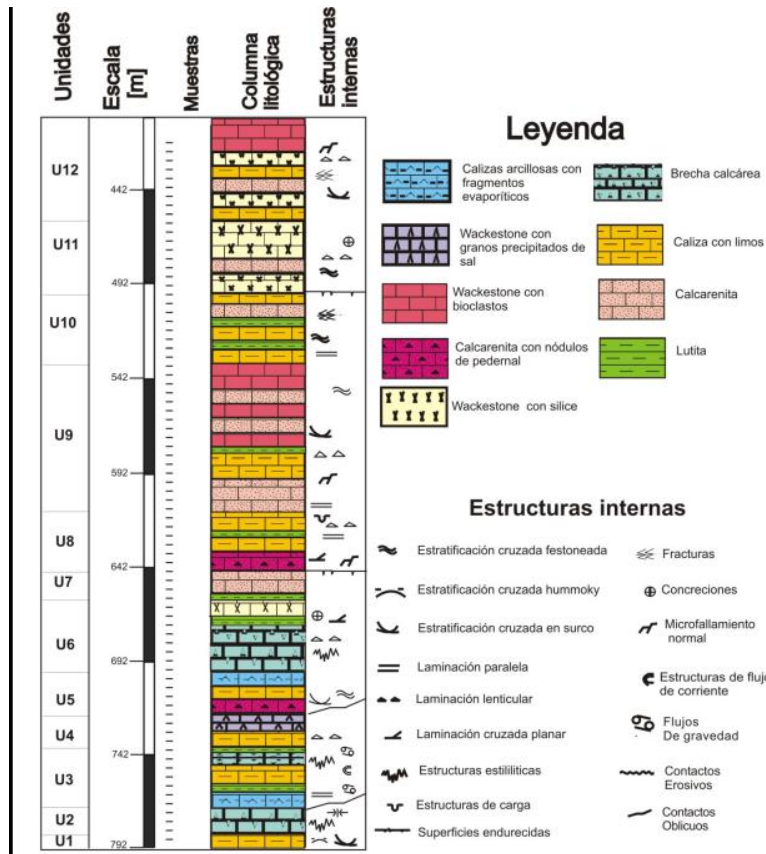 Unidades
Escala
[m]
Muestras
Columna
litológica
Estructuras
internas
U12
442
U11
492
U10
542
U9
592
U8
642
U7
U6
692
U5
U4
742
U3
U2
U1
792
Leyenda
Calizas arcillosas con
fragmentos
evaporíticos
Brecha calcárea
Wackestone con
granos precipitados de
sal
Caliza con limos
Wackestone con
bioclastos
Calcarenita
Calcarenita con nódulos
de pedernal
Lutita
Wackestone con silice
Estructuras internas
Estratificación cruzada festoneada
Fracturas
Estratificación cruzada hummoky
Concreciones
Estratificación cruzada en surco
Microfallamiento
normal
Laminación paralela
Estructuras de flujo
de corriente
Laminación lenticular
Flujos
De gravedad
Laminación cruzada planar
Estructuras estililiticas
Contactos
Erosivos
Estructuras de carga
Contactos
Oblicuos
Superficies endurecidas